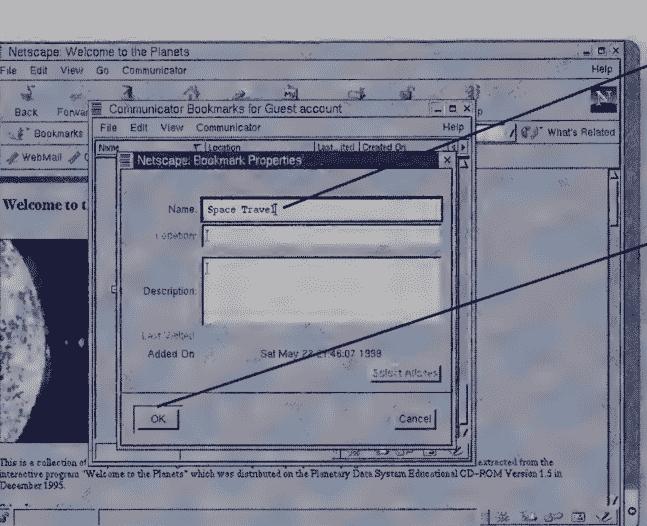 Netscape: Welcome to the Planets
File Edit View Go Communicator Help
Back
Communicator Bookmarks for Guest account
Bookmarks
File Edit View Communicator Help
What's Related
WebMail
Name Location Created On
Netscape: Bookmark Properties
Welcome to t
Name: Space Travel
Location:
Description:
Last Visited
Added On Sat May 21:46:07
Select Aliases
OK Cancel
This is a collection of extracted from the
interactive program "Welcome to the Planets" which was distributed on the Planetary Data System Educational CD-ROM Version 1.5 in
December 1995.